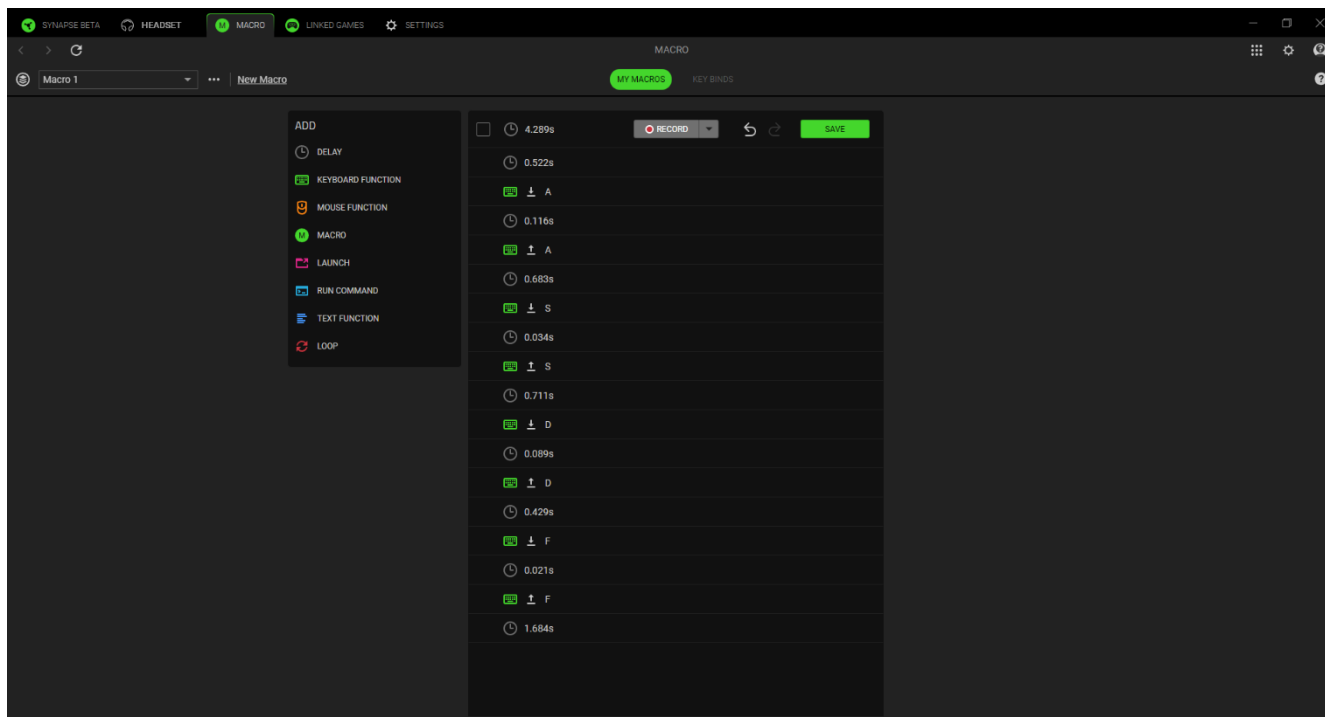 SYNAPSE BETA HEADSET M MACRO LINKED GAMES SETTINGS
MACRO
Macro 1 ••• New Macro MY MACROS KEY BINDS
ADD
DELAY
KEYBOARD FUNCTION
MOUSE FUNCTION
M MACRO
LAUNCH
RUN COMMAND
TEXT FUNCTION
LOOP
4.289s RECORD SAVE
0.522s
A
0.116s
A
0.683s
S
0.034s
S
0.711s
D
0.089s
D
0.429s
F
0.021s
F
1.684s